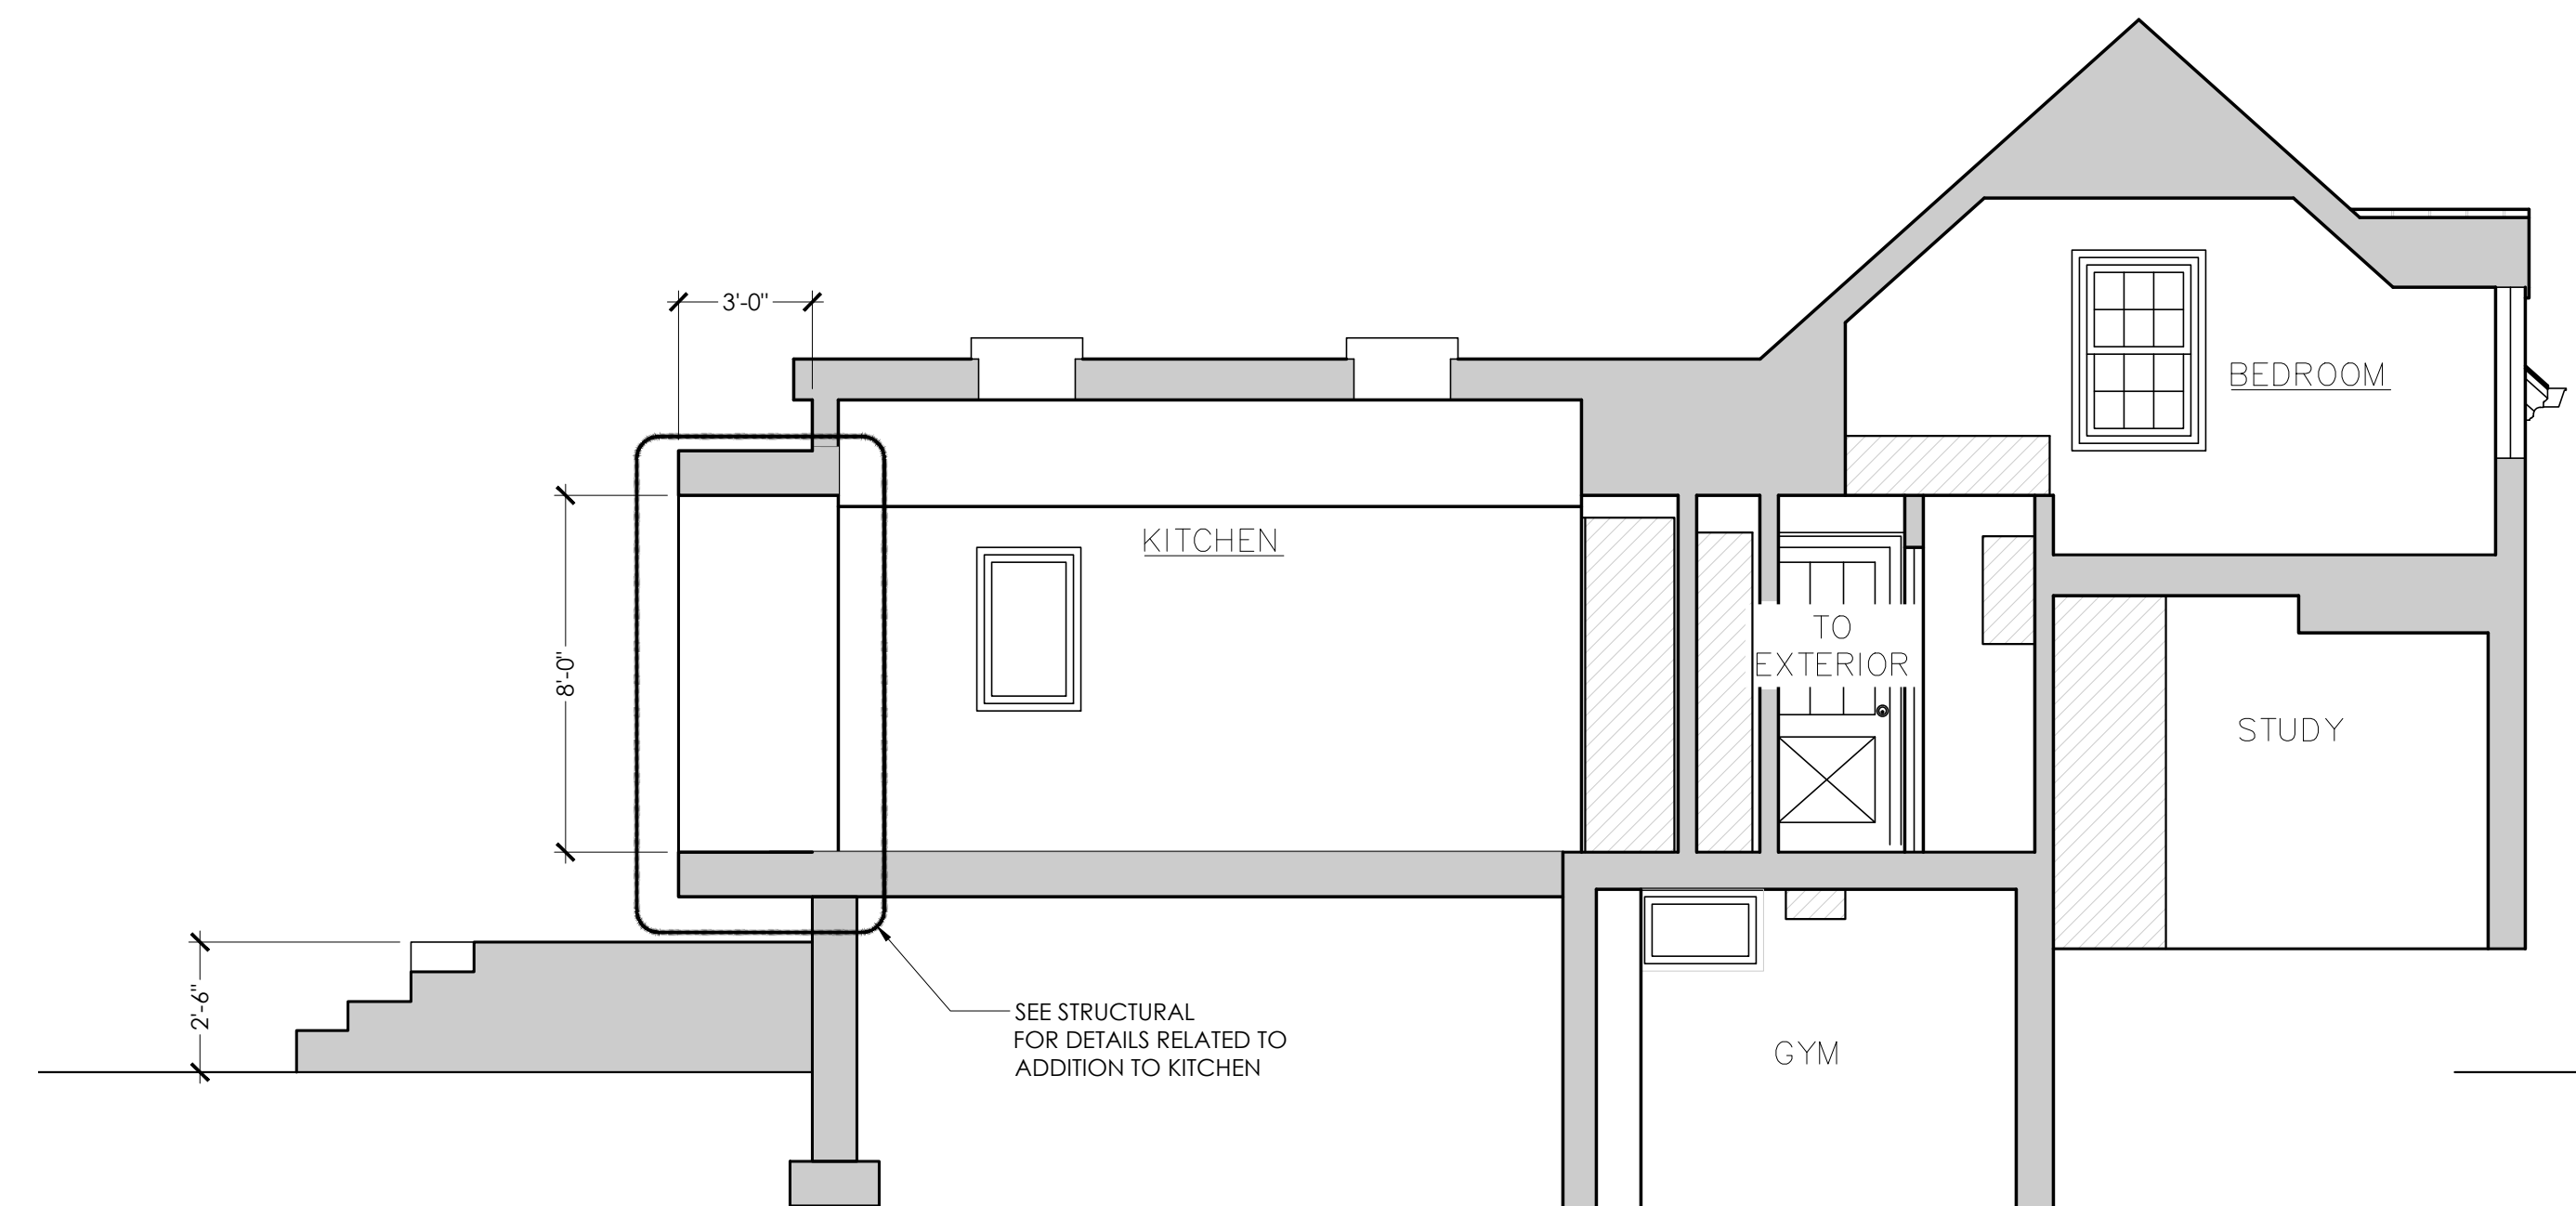 3'-0"
BEDROOM
KITCHEN
TO
EXTERIOR
8'-0"
STUDY
2'-6"
SEE STRUCTURAL
FOR DETAILS RELATED TO
ADDITION TO KITCHEN
GYM